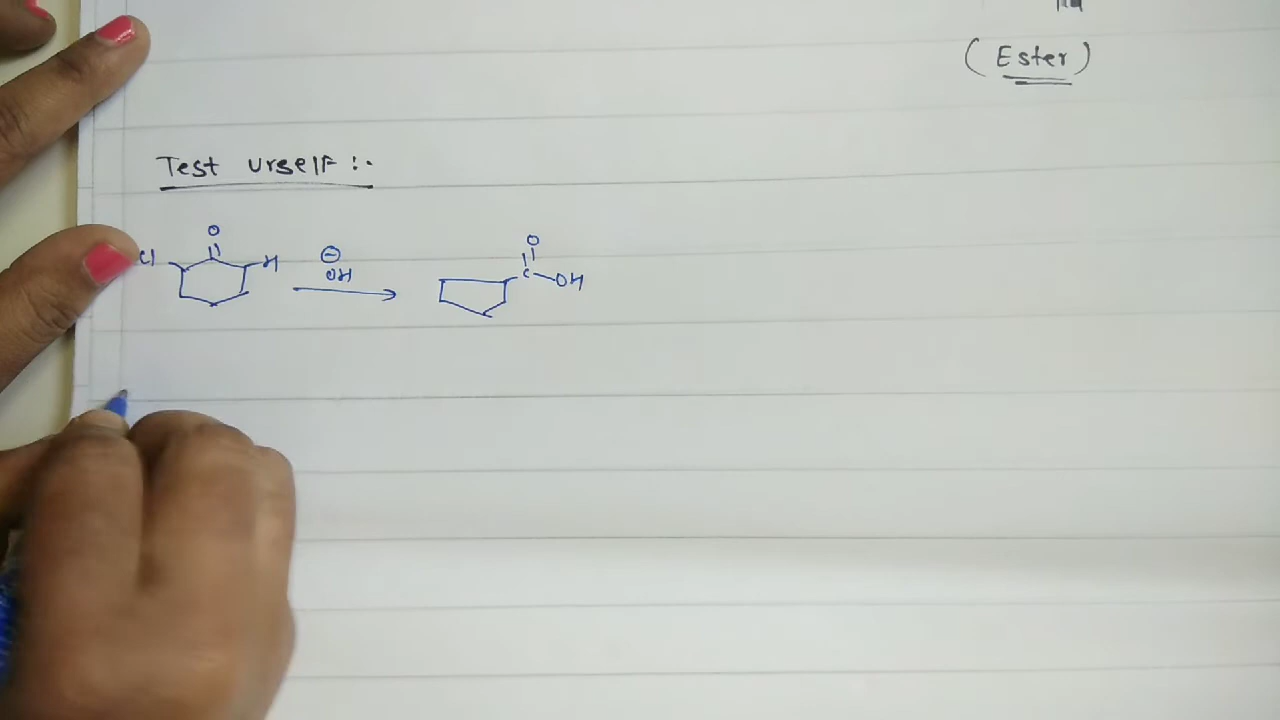 (Ester)
Test urself :-
O
Cl H
⊖
OH
O
C OH